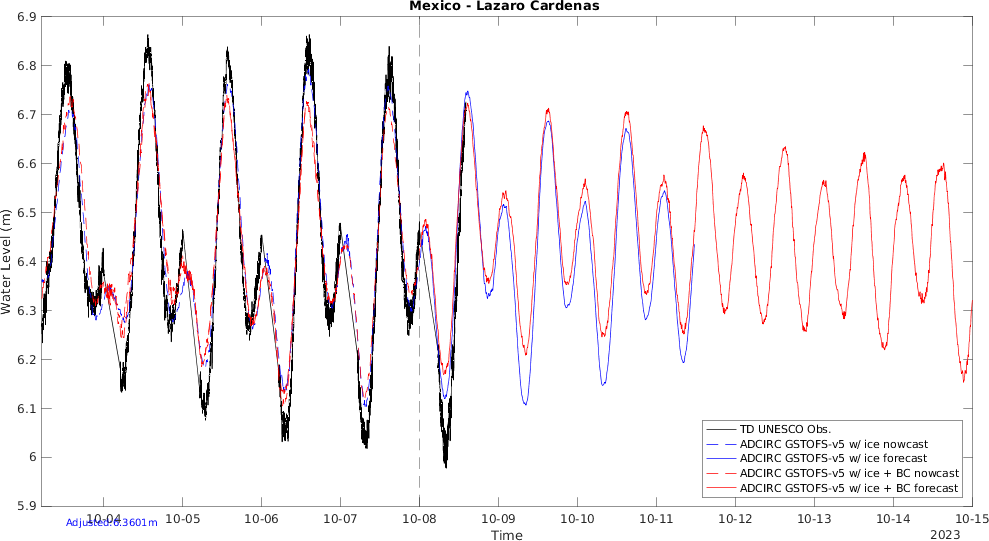 Mexico - Lazaro Cardenas
6.9
6.8
6.7
6.6
6.5
6.4
6.3
6.2
6.1
6
5.9
Water Level (m)
TD UNESCO Obs.
ADCIRC GSTOFS-v5 w/ ice nowcast
ADCIRC GSTOFS-v5 w/ ice forecast
ADCIRC GSTOFS-v5 w/ ice + BC nowcast
ADCIRC GSTOFS-v5 w/ ice + BC forecast
10-04 10-05 10-06 10-07 10-08 10-09 10-10 10-11 10-12 10-13 10-14 10-15
Adjusted:6.3601m
Time
2023